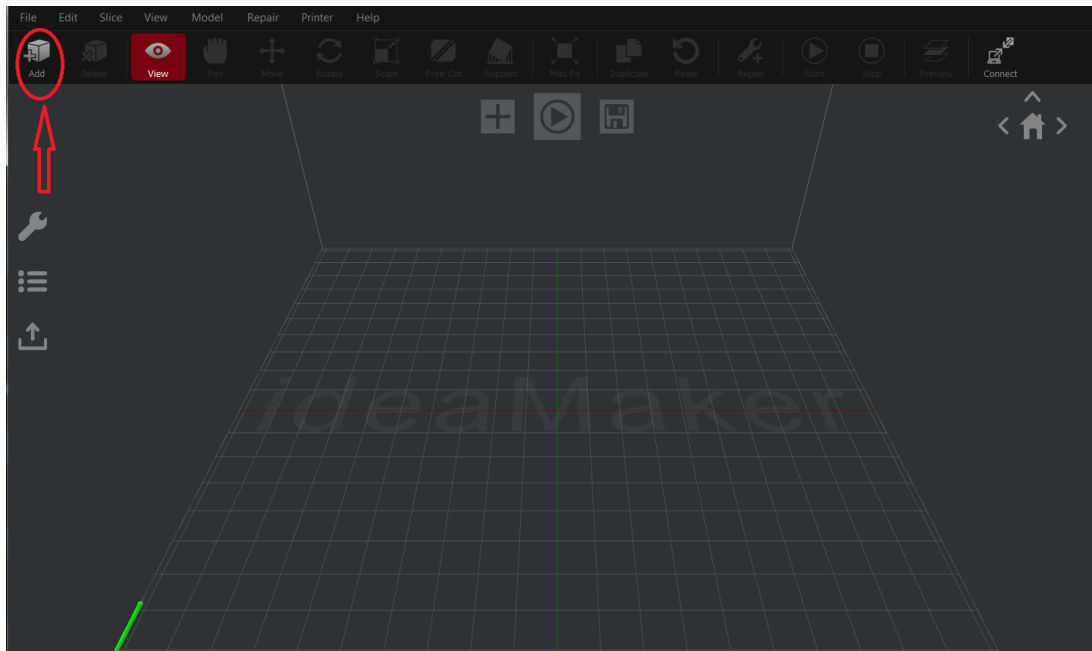 File Edit Slice View Model Repair Printer Help
Add Delete View Pan Move Rotate Scale Free Cut Support Max Fit Duplicate Reset Repair Start Stop Preview Connect
ideaMaker